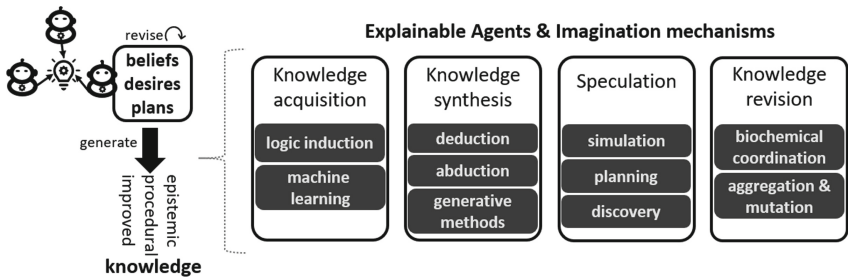 Explainable Agents & Imagination mechanisms
revise
beliefs
desires
plans
generate
epistemic
procedural
improved
knowledge
Knowledge
acquisition
logic induction
machine
learning
Knowledge
synthesis
deduction
abduction
generative
methods
Speculation
simulation
planning
discovery
Knowledge
revision
biochemical
coordination
aggregation &
mutation